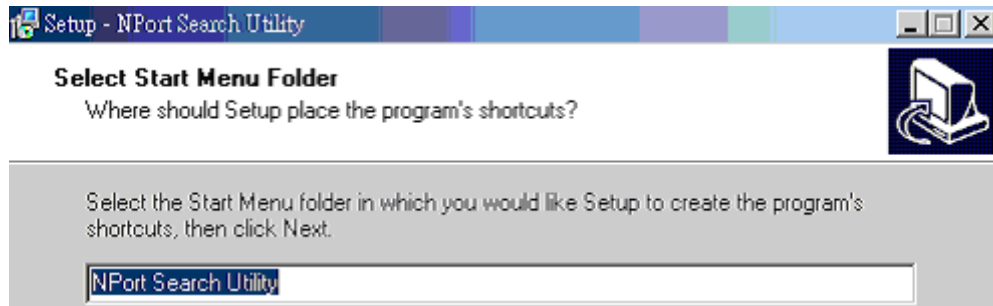 Setup - NPort Search Utility
Select Start Menu Folder
Where should Setup place the program's shortcuts?
Select the Start Menu folder in which you would like Setup to create the program's
shortcuts, then click Next.
NPort Search Utility